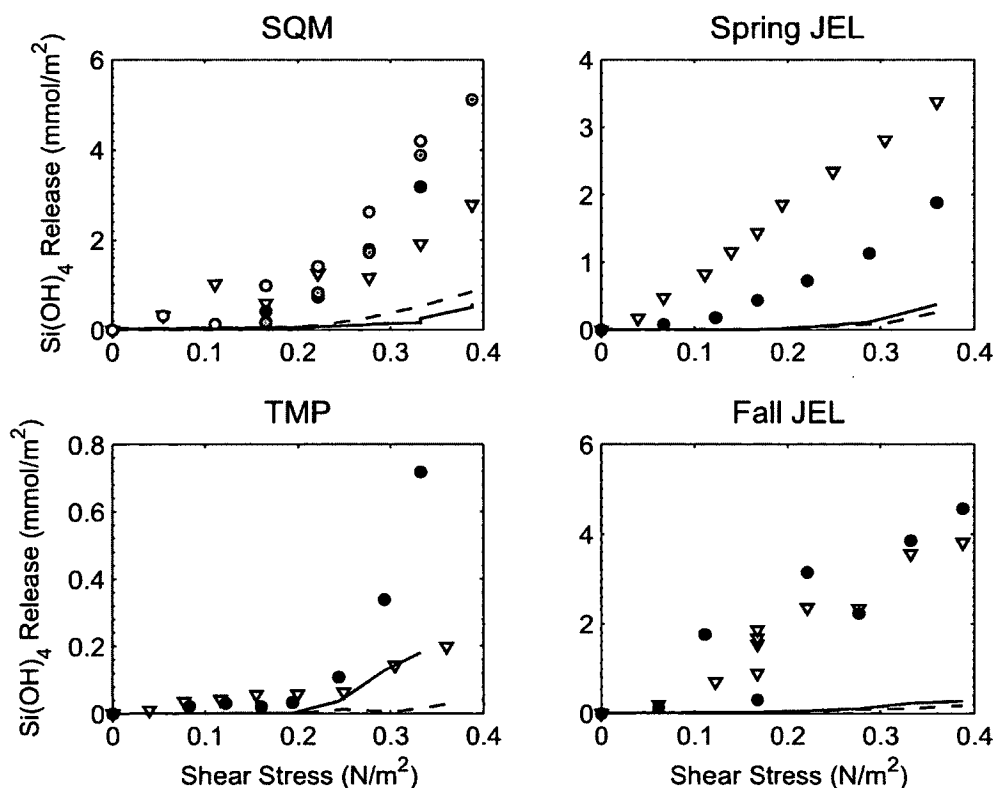 SQM
Si(OH)4 Release (mmol/m2)
6
4
2
0
0 0.1 0.2 0.3 0.4
Spring JEL
4
3
2
1
0
0 0.1 0.2 0.3 0.4
TMP
Si(OH)4 Release (mmol/m2)
0.8
0.6
0.4
0.2
0
0 0.1 0.2 0.3 0.4
Shear Stress (N/m2)
Fall JEL
6
4
2
0
0 0.1 0.2 0.3 0.4
Shear Stress (N/m2)